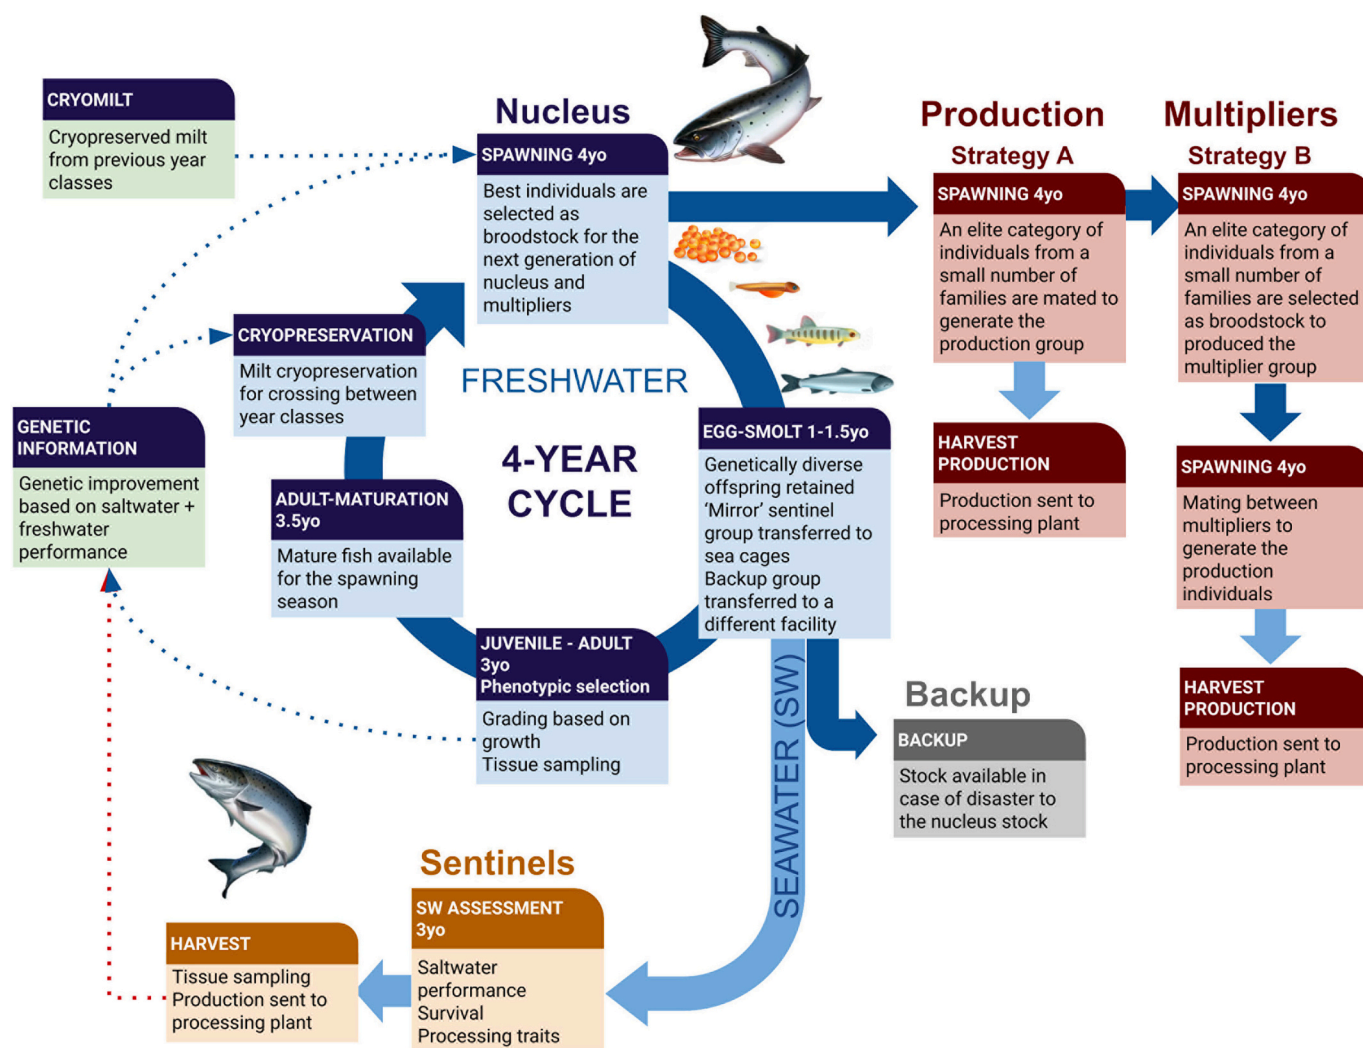 CRYOMILT
Cryopreserved milt
from previous year
classes
Nucleus
SPAWNING 4yo
Best individuals are
selected as
broodstock for the
next generation of
nucleus and
multipliers
Production
Strategy A
SPAWNING 4yo
An elite category of
individuals from a
small number of
families are mated to
generate the
production group
HARVEST
PRODUCTION
Production sent to
processing plant
Multipliers
Strategy B
SPAWNING 4yo
An elite category of
individuals from a
small number of
families are selected
as broodstock to
produced the
multiplier group
SPAWNING 4yo
Mating between
multipliers to
generate the
production
individuals
HARVEST
PRODUCTION
Production sent to
processing plant
CRYOPRESERVATION
Milt cryopreservation
for crossing between
year classes
FRESHWATER
4-YEAR
CYCLE
GENETIC
INFORMATION
Genetic improvement
based on saltwater +
freshwater
performance
ADULT-MATURATION
3.5yo
Mature fish available
for the spawning
season
EGG-SMOLT 1-1.5yo
Genetically diverse
offspring retained
‘Mirror’ sentinel
group transferred to
sea cages
Backup group
transferred to a
different facility
JUVENILE - ADULT
3yo
Phenotypic selection
Grading based on
growth
Tissue sampling
SEAWATER (SW)
Backup
BACKUP
Stock available in
case of disaster to
the nucleus stock
Sentinels
SW ASSESSMENT
3yo
Saltwater
performance
Survival
Processing traits
HARVEST
Tissue sampling
Production sent to
processing plant